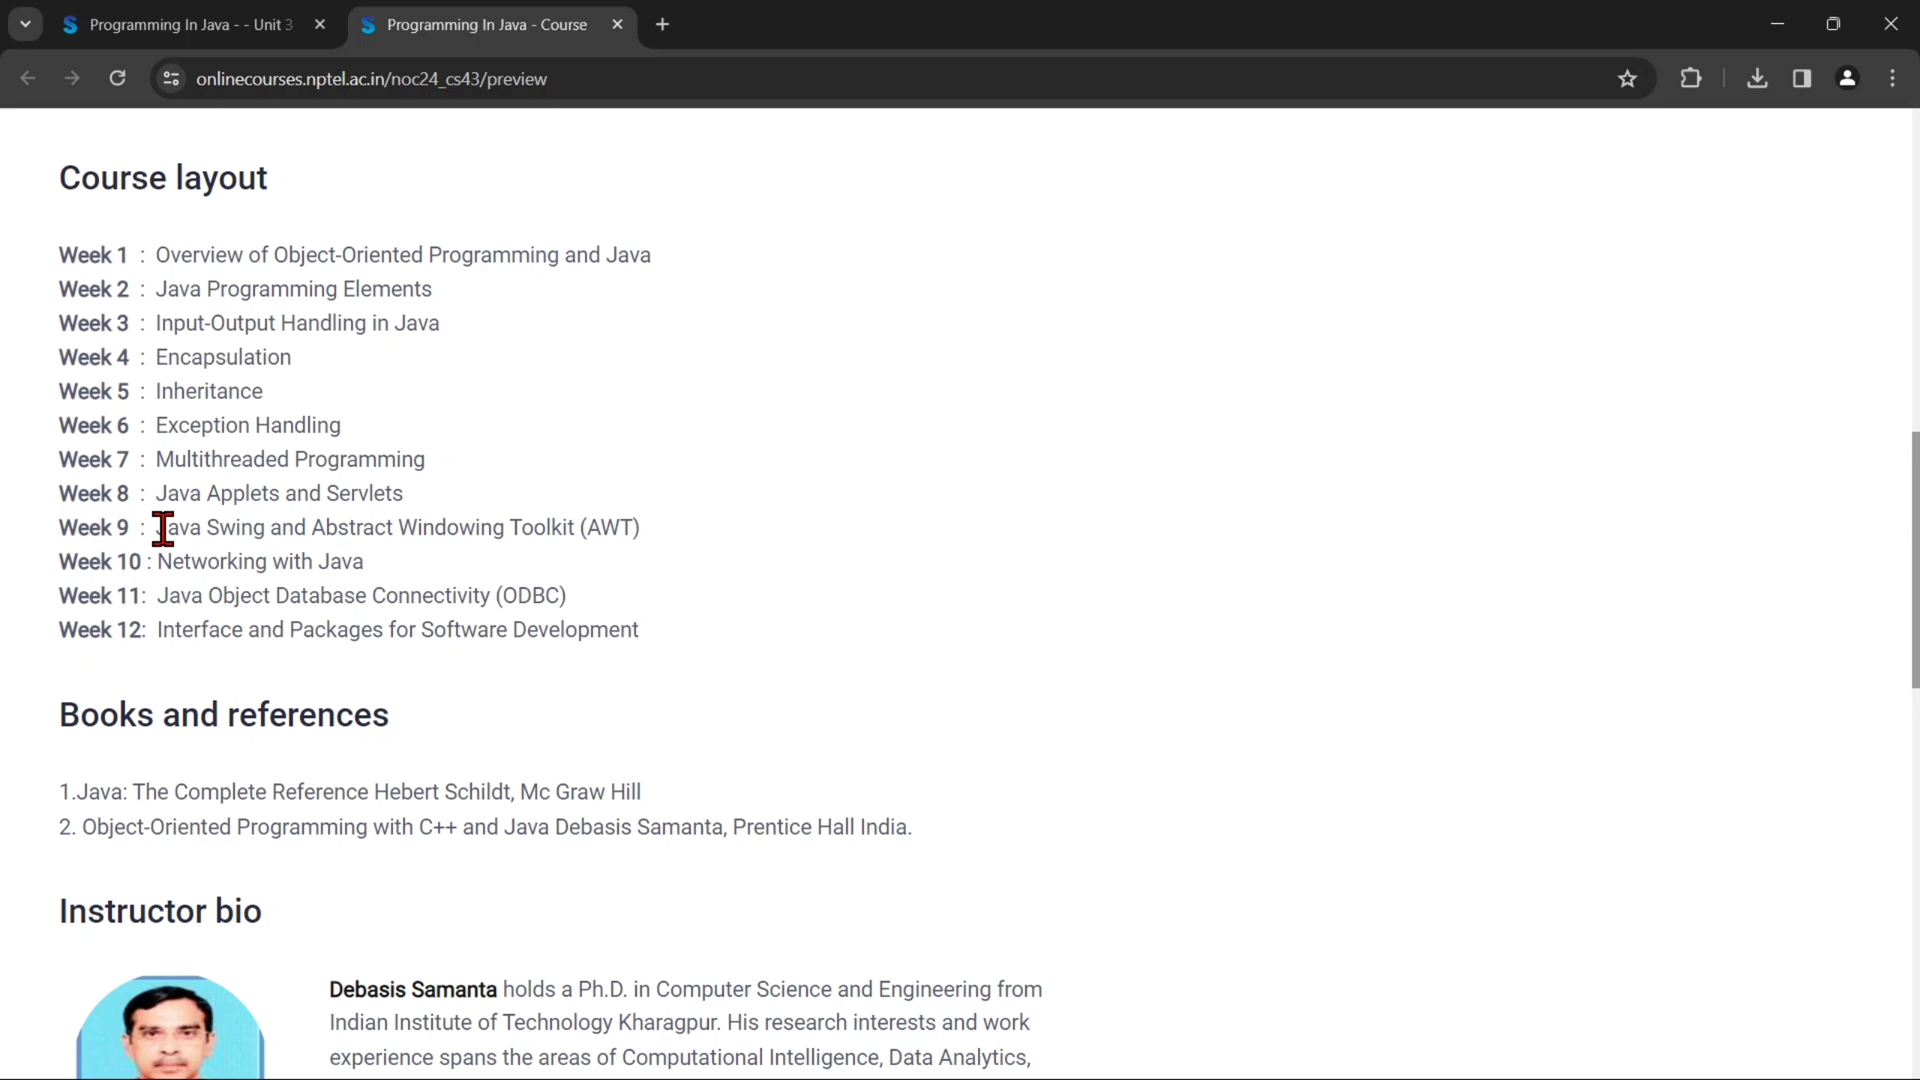 Programming In Java - - Unit 3
Programming In Java - Course
onlinecourses.nptel.ac.in/noc24_cs43/preview
Course layout
Week 1 : Overview of Object-Oriented Programming and Java
Week 2 : Java Programming Elements
Week 3 : Input-Output Handling in Java
Week 4 : Encapsulation
Week 5 : Inheritance
Week 6 : Exception Handling
Week 7 : Multithreaded Programming
Week 8 : Java Applets and Servlets
Week 9 : Java Swing and Abstract Windowing Toolkit (AWT)
Week 10 : Networking with Java
Week 11: Java Object Database Connectivity (ODBC)
Week 12: Interface and Packages for Software Development
Books and references
1.Java: The Complete Reference Hebert Schildt, Mc Graw Hill
2. Object-Oriented Programming with C++ and Java Debasis Samanta, Prentice Hall India.
Instructor bio
Debasis Samanta holds a Ph.D. in Computer Science and Engineering from
Indian Institute of Technology Kharagpur. His research interests and work
experience spans the areas of Computational Intelligence, Data Analytics,